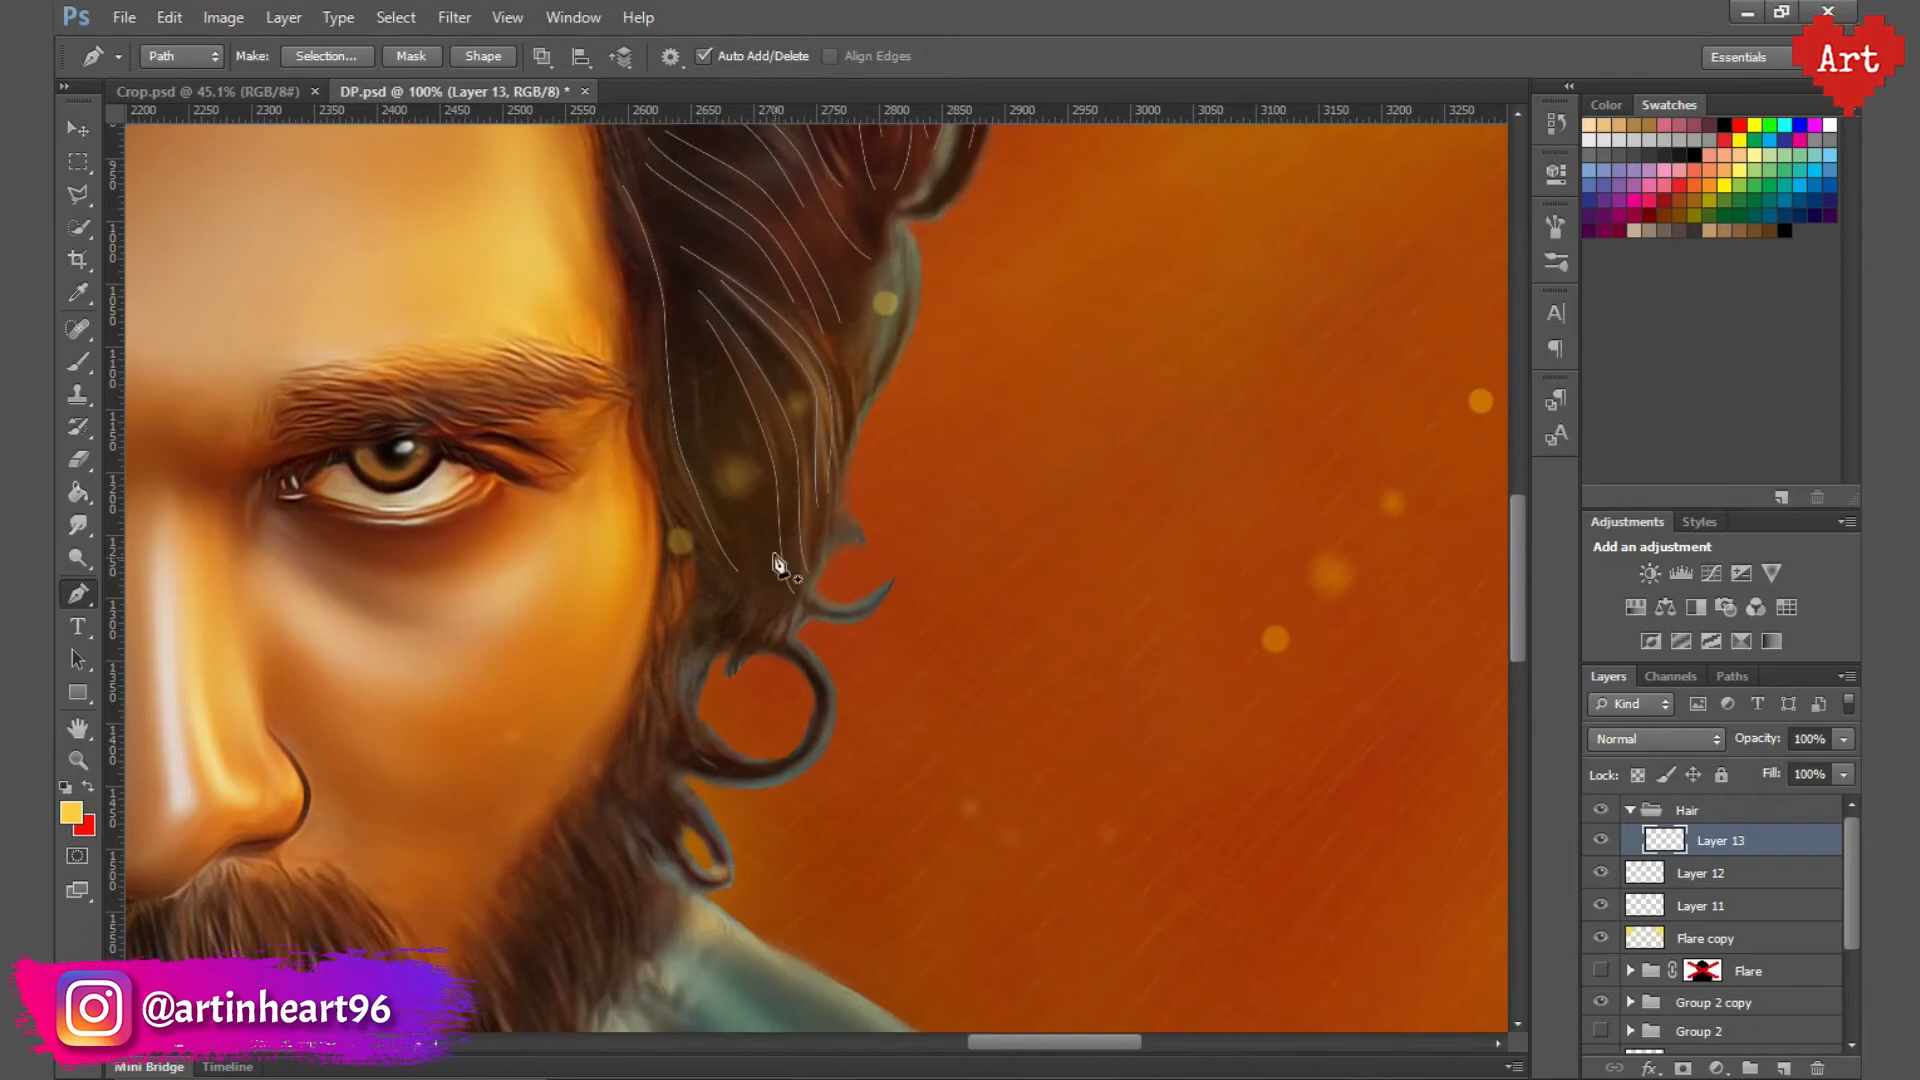 Ps File Edit Image Layer Type Select Filter View Window Help
Path Make: Selection... Mask Shape Auto Add/Delete Align Edges Essentials
Art
Crop.psd @ 45.1% (RGB/8#) × DP.psd @ 100% (Layer 13, RGB/8) * ×
2200 2250 2300 2350 2400 2450 2500 2550 2600 2650 2700 2750 2800 2850 2900 2950 3000 3050 3100 3150 3200 3250
Color Swatches
Adjustments Styles
Add an adjustment
Layers Channels Paths
Kind
Normal Opacity: 100%
Lock: Fill: 100%
Hair
Layer 13
Layer 12
Layer 11
Flare copy
Flare
Group 2 copy
Group 2
@artinheart96
Mini Bridge Timeline